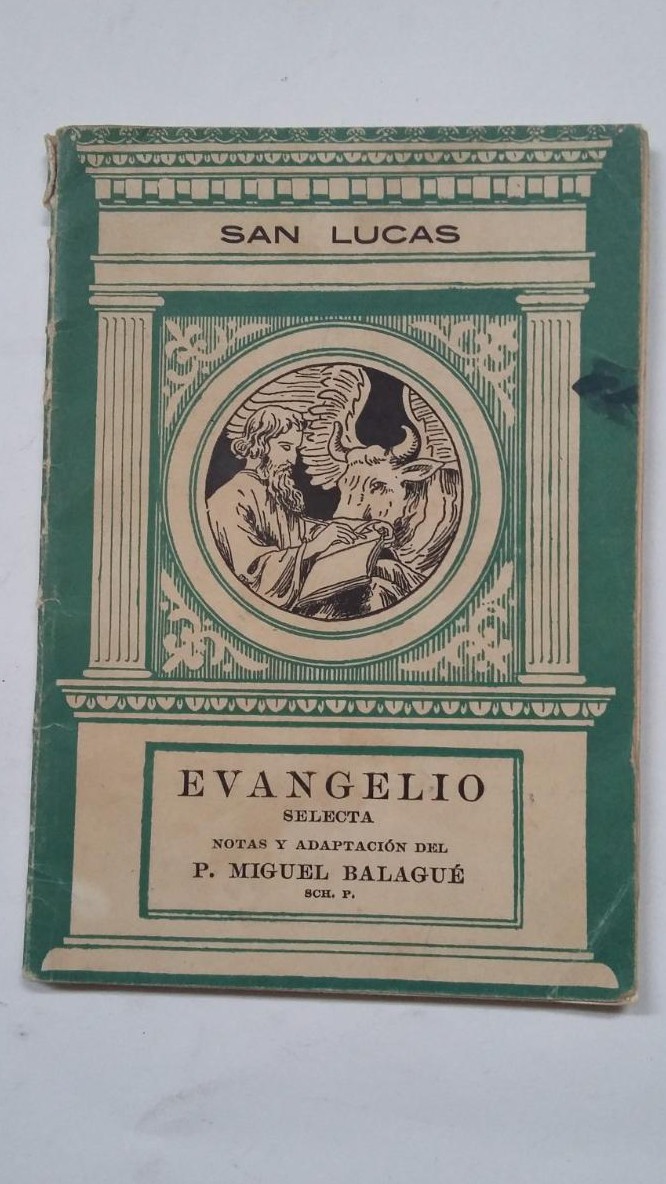 SAN LUCAS
EVANGELIO
SELECTA
NOTAS Y ADAPTACIÓN DEL
P. MIGUEL BALAGUÉ
SCH. P.